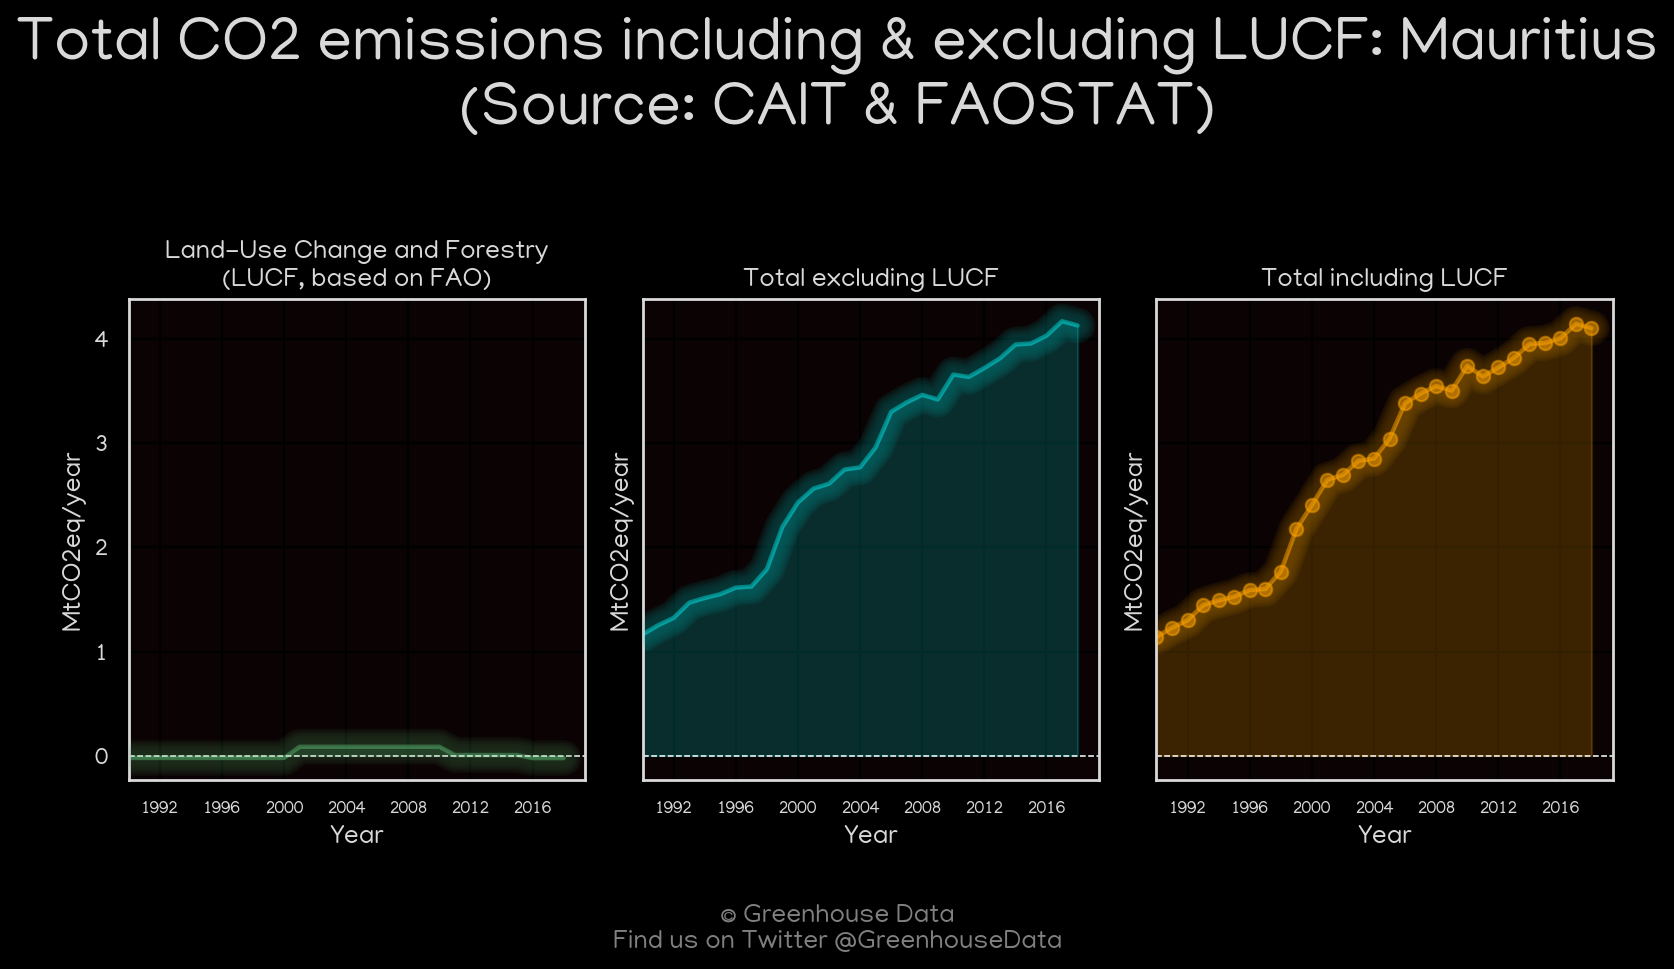 Total CO2 emissions including & excluding LUCF: Mauritius
(Source: CAIT & FAOSTAT)
Land-Use Change and Forestry
(LUCF, based on FAO)
Total excluding LUCF
Total including LUCF
4
3
2
1
0
MtCO2eq/year
MtCO2eq/year
MtCO2eq/year
1992 1996 2000 2004 2008 2012 2016
1992 1996 2000 2004 2008 2012 2016
1992 1996 2000 2004 2008 2012 2016
Year
Year
Year
© Greenhouse Data
Find us on Twitter @GreenhouseData